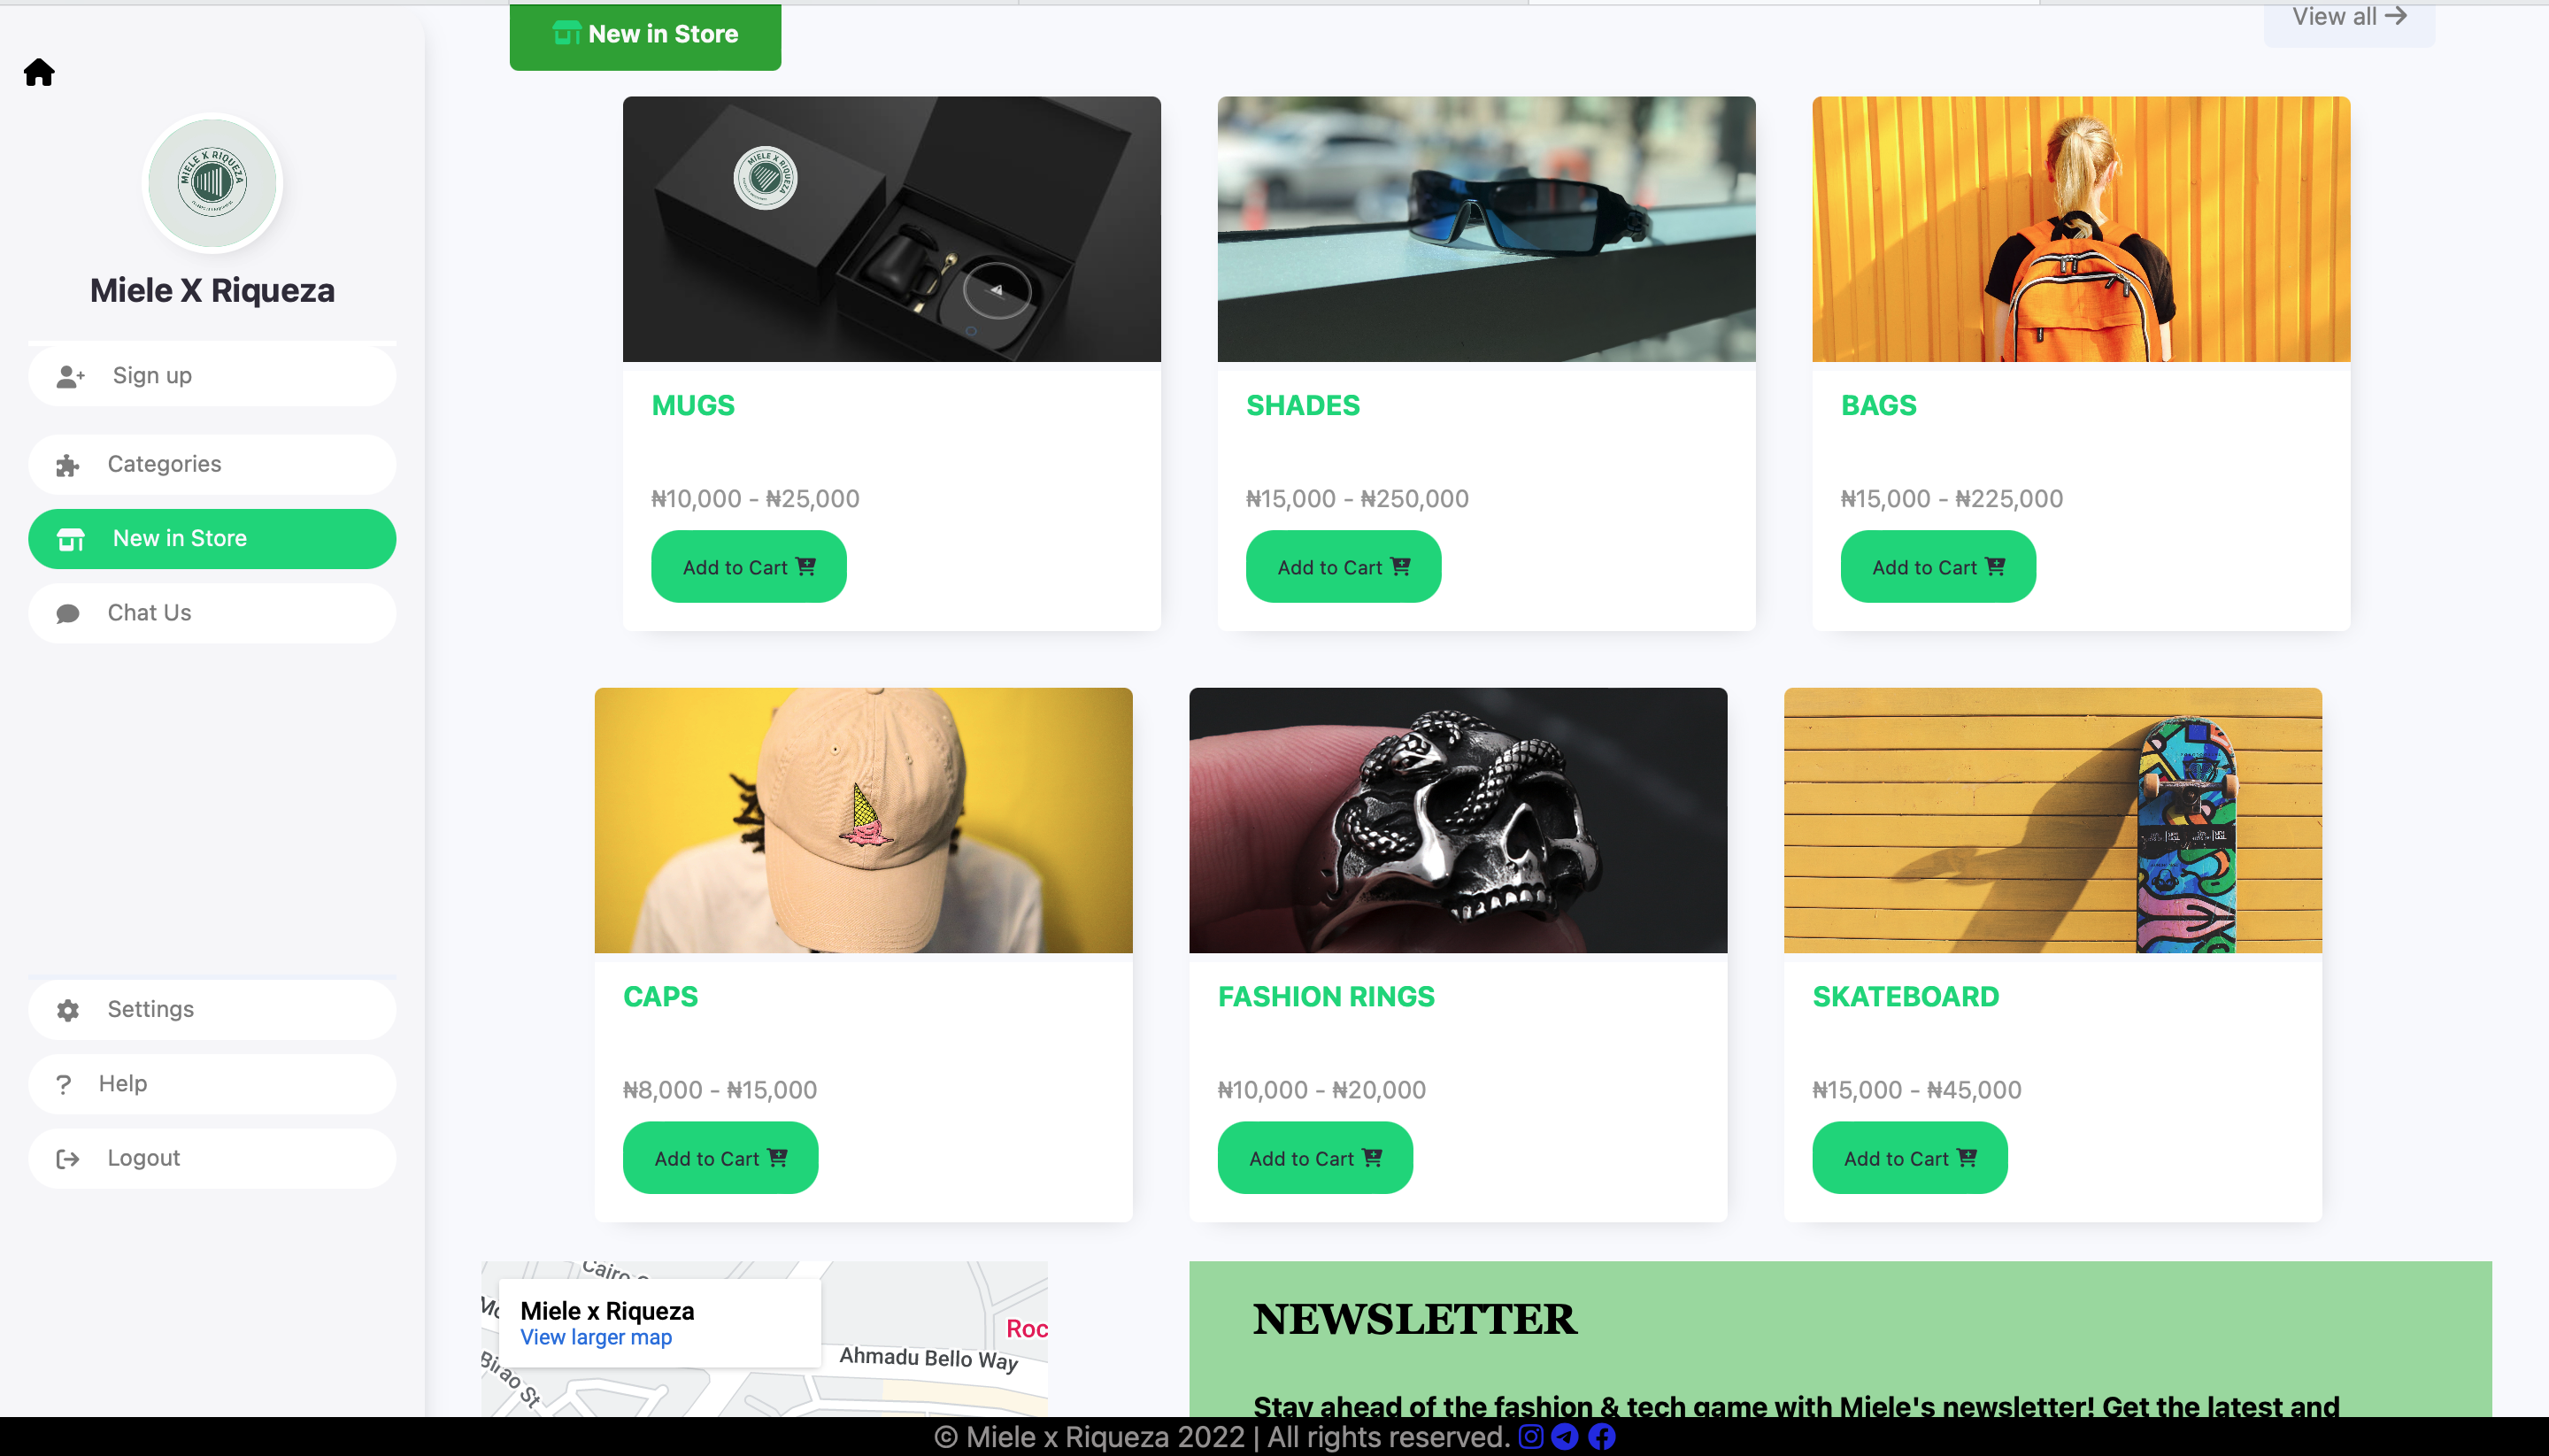 New in Store
View all
MIELE X RIQUEZA
Miele X Riqueza
Sign up
Categories
New in Store
Chat Us
Settings
Help
Logout
MIELE X RIQUEZA
MUGS
₦10,000 - ₦25,000
Add to Cart
SHADES
₦15,000 - ₦250,000
Add to Cart
BAGS
₦15,000 - ₦225,000
Add to Cart
CAPS
₦8,000 - ₦15,000
Add to Cart
FASHION RINGS
₦10,000 - ₦20,000
Add to Cart
SKATEBOARD
₦15,000 - ₦45,000
Add to Cart
Miele x Riqueza
View larger map
Cairo
Birao St
Ahmadu Bello Way
Roc
NEWSLETTER
Stay ahead of the fashion & tech game with Miele's newsletter! Get the latest and
© Miele x Riqueza 2022 | All rights reserved.